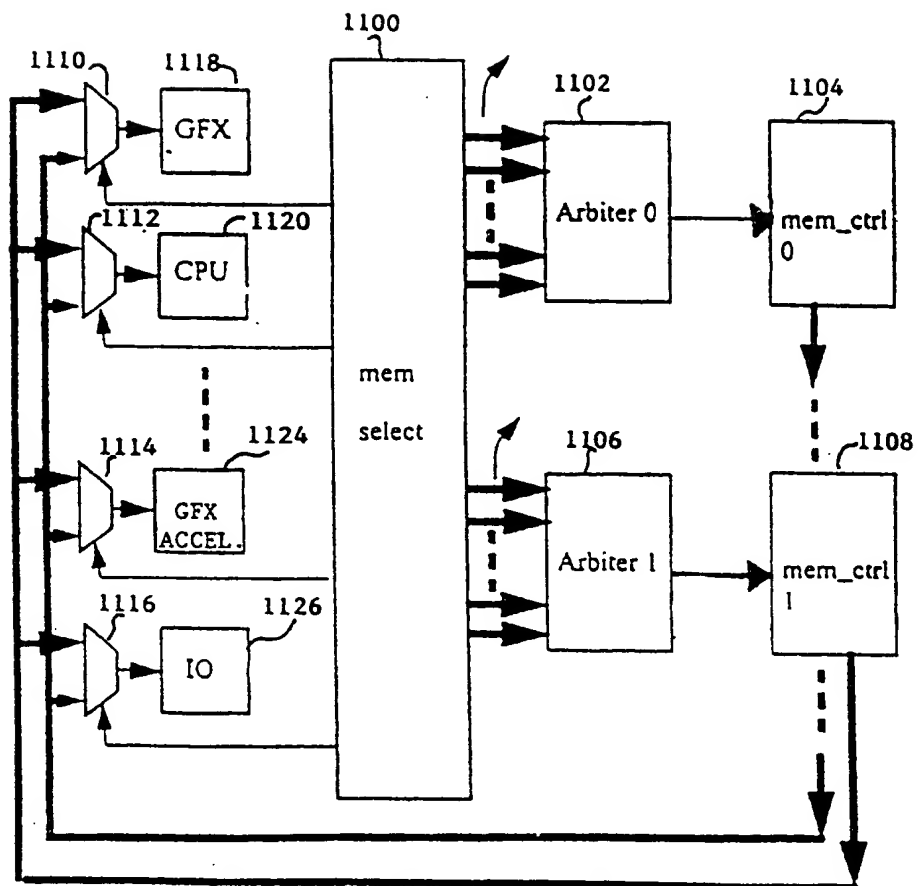 1100
1110
1118
1102
1104
GFX
Arbiter 0
mem_ctrl
0
1112
1120
CPU
mem
select
1114
1124
1106
1108
GFX
ACCEL.
Arbiter 1
mem_ctrl
1
1116
1126
IO